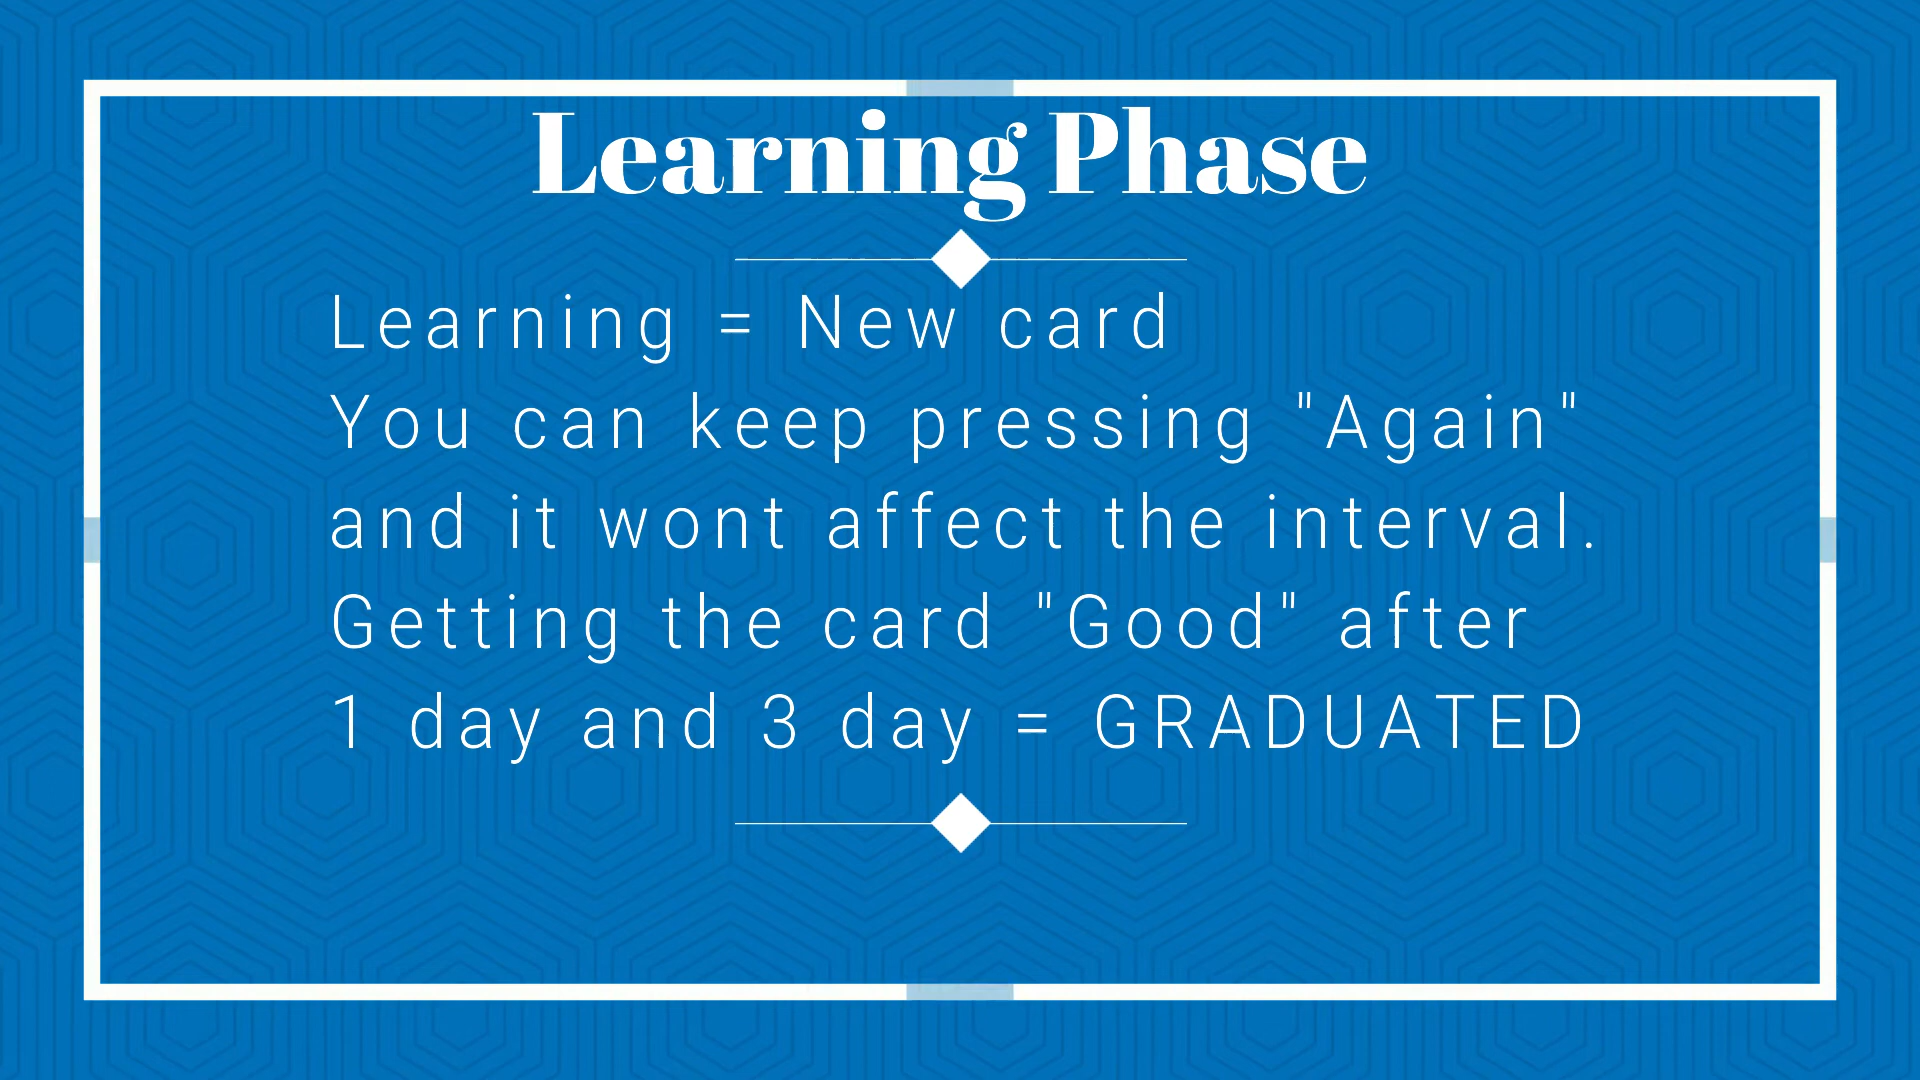 Learning Phase
Learning = New card
You can keep pressing "Again"
and it wont affect the interval.
Getting the card "Good" after
1 day and 3 day = GRADUATED